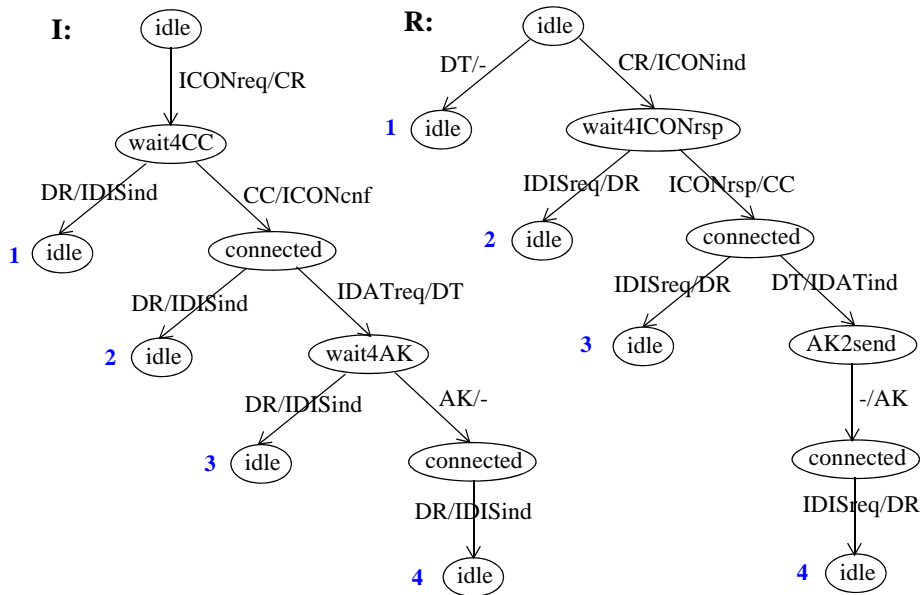 I:
idle
ICONreq/CR
wait4CC
DR/IDISind
CC/ICONcnf
1
idle
connected
DR/IDISind
IDATreq/DT
2
idle
wait4AK
DR/IDISind
AK/-
3
idle
connected
DR/IDISind
4
idle
R:
idle
DT/-
CR/ICONind
1
idle
wait4ICONrsp
IDISreq/DR
ICONrsp/CC
2
idle
connected
IDISreq/DR
DT/IDATind
3
idle
AK2send
-/AK
connected
IDISreq/DR
4
idle